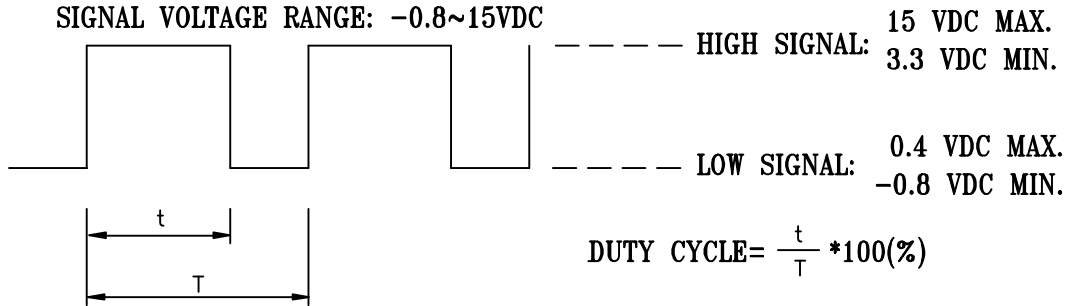 SIGNAL VOLTAGE RANGE: -0.8~15VDC
HIGH SIGNAL: 15 VDC MAX.
3.3 VDC MIN.
LOW SIGNAL: 0.4 VDC MAX.
-0.8 VDC MIN.
t
T
DUTY CYCLE= t/T *100(%)